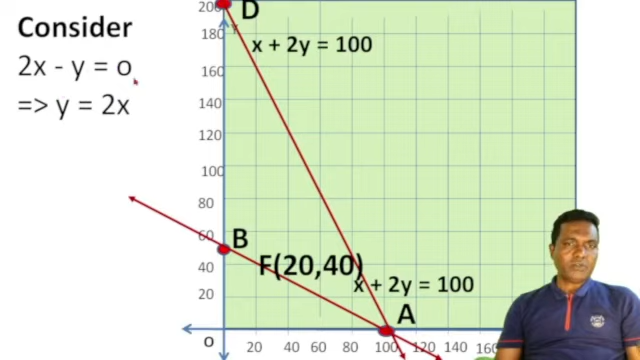 Consider
2x - y = o
=> y = 2x
200
D
y
180
x + 2y = 100
160
140
120
100
80
60
B
40
F(20,40)
x + 2y = 100
20
A
O
20
40
60
80
100
120
140
160